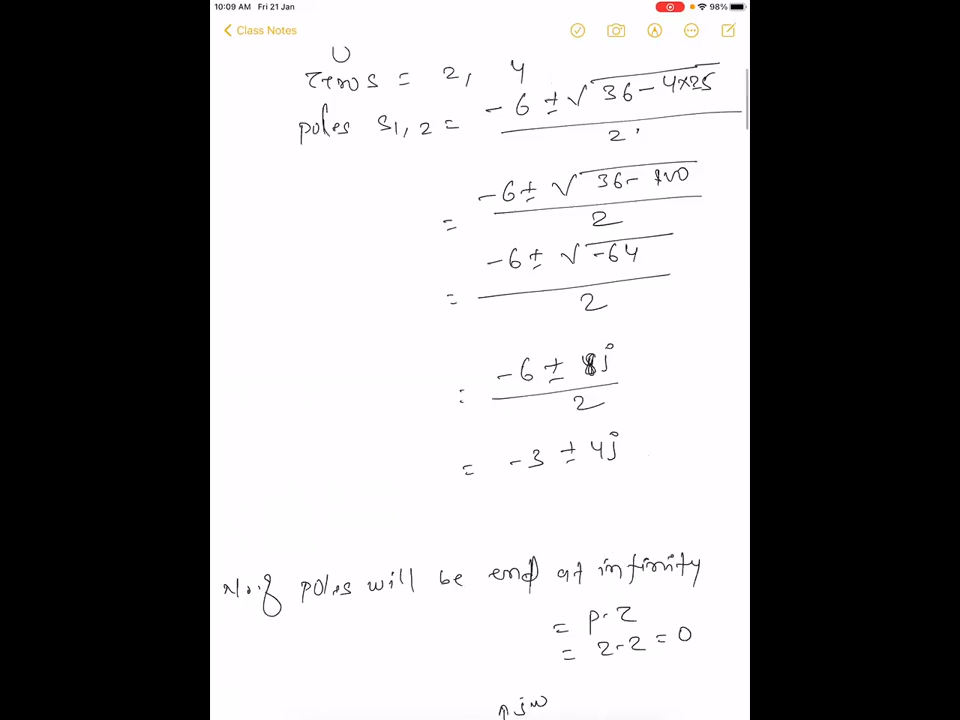 10:09 AM Fri 21 Jan 98%
Class Notes
zeros = 2, 4
poles s1,2 = -6 ± √36-4×25 / 2
= -6 ± √36-100 / 2
= -6 ± √-64 / 2
= -6 ± 8j / 2
= -3 ± 4j
No.of poles will be end at infinity
= P-Z
= 2-2 = 0
jw